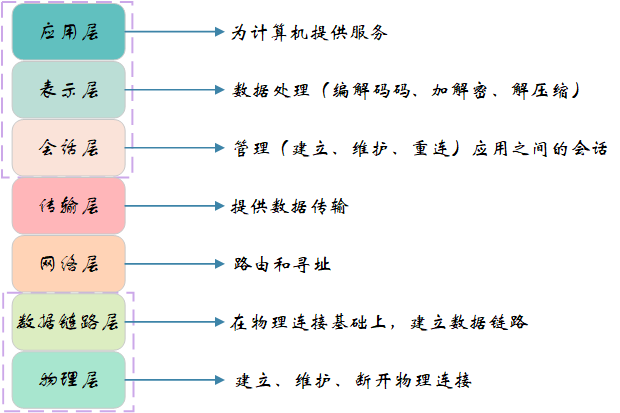 应用层 为计算机提供服务
表示层 数据处理（编解码码、加解密、解压缩）
会话层 管理（建立、维护、重连）应用之间的会话
传输层 提供数据传输
网络层 路由和寻址
数据链路层 在物理连接基础上，建立数据链路
物理层 建立、维护、断开物理连接